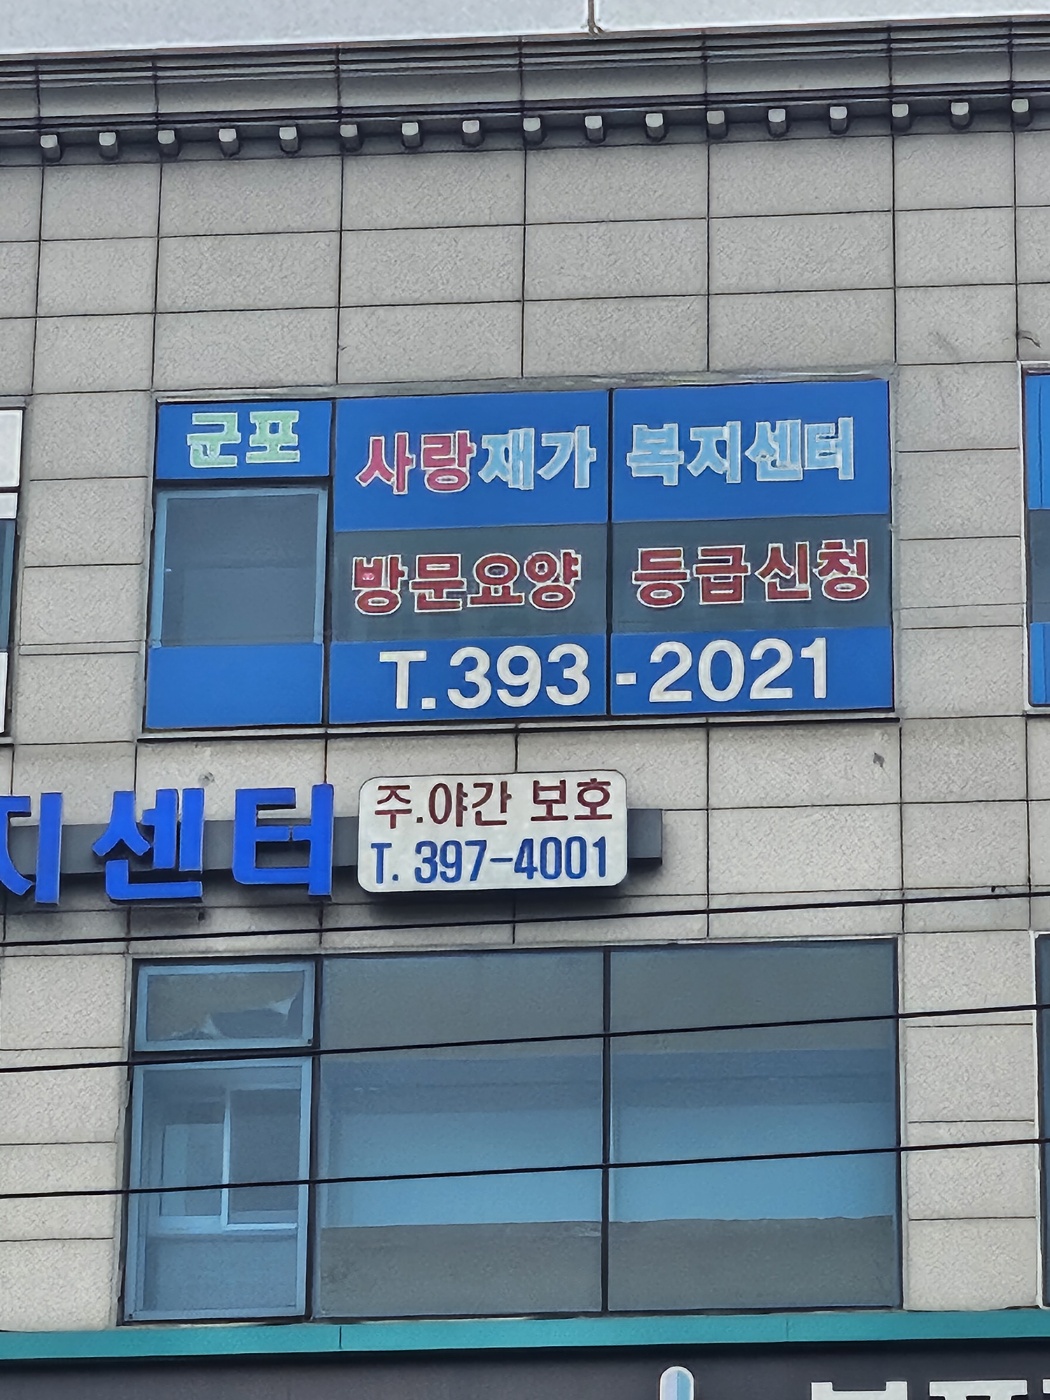 군포
사랑재가 복지센터
방문요양 등급신청
T.393-2021
지센터
주.야간 보호
T. 397-4001